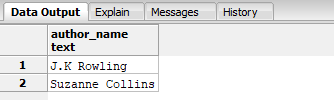 Data Output Explain Messages History
author_name
text
1 J.K Rowling
2 Suzanne Collins